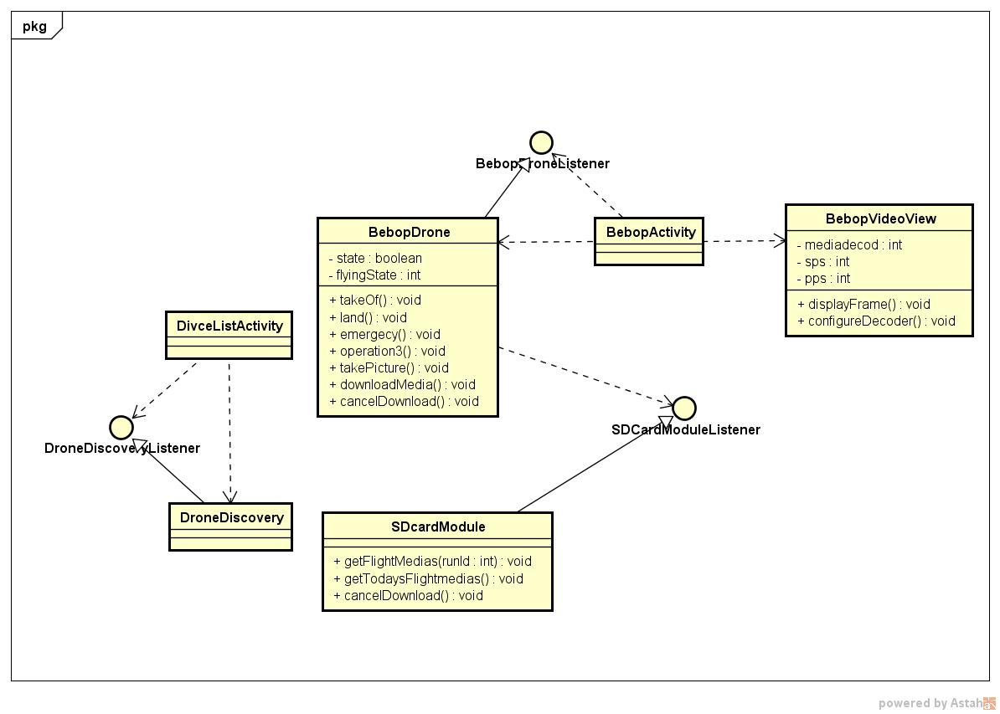 pkg
BebopDroneListener
BebopDrone
- state : boolean
- flyingState : int
+ takeOf() : void
+ land() : void
+ emergecy() : void
+ operation3() : void
+ takePicture() : void
+ downloadMedia() : void
+ cancelDownload() : void
BebopActivity
BebopVideoView
- mediadecod : int
- sps : int
- pps : int
+ displayFrame() : void
+ configureDecoder() : void
DivceListActivity
DroneDiscoveryListener
DroneDiscovery
SDCardModuleListener
SDcardModule
+ getFlightMedias(runId : int) : void
+ getTodaysFlightmedias() : void
+ cancelDownload() : void
powered by Astah